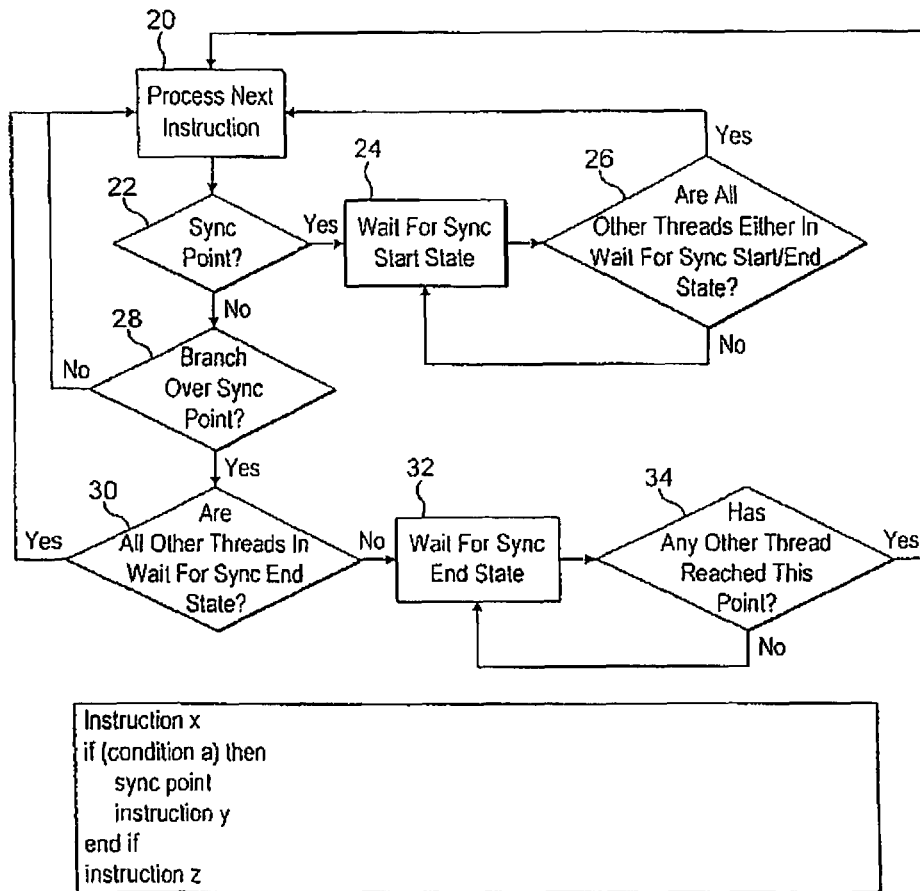 20
Process Next
Instruction
22
Sync
Point?
Yes
No
24
Wait For Sync
Start State
26
Are All
Other Threads Either In
Wait For Sync Start/End
State?
Yes
No
28
Branch
Over Sync
Point?
No
Yes
30
Are
All Other Threads In
Wait For Sync End
State?
Yes
No
32
Wait For Sync
End State
34
Has
Any Other Thread
Reached This
Point?
Yes
No
Instruction x
if (condition a) then
sync point
instruction y
end if
instruction z